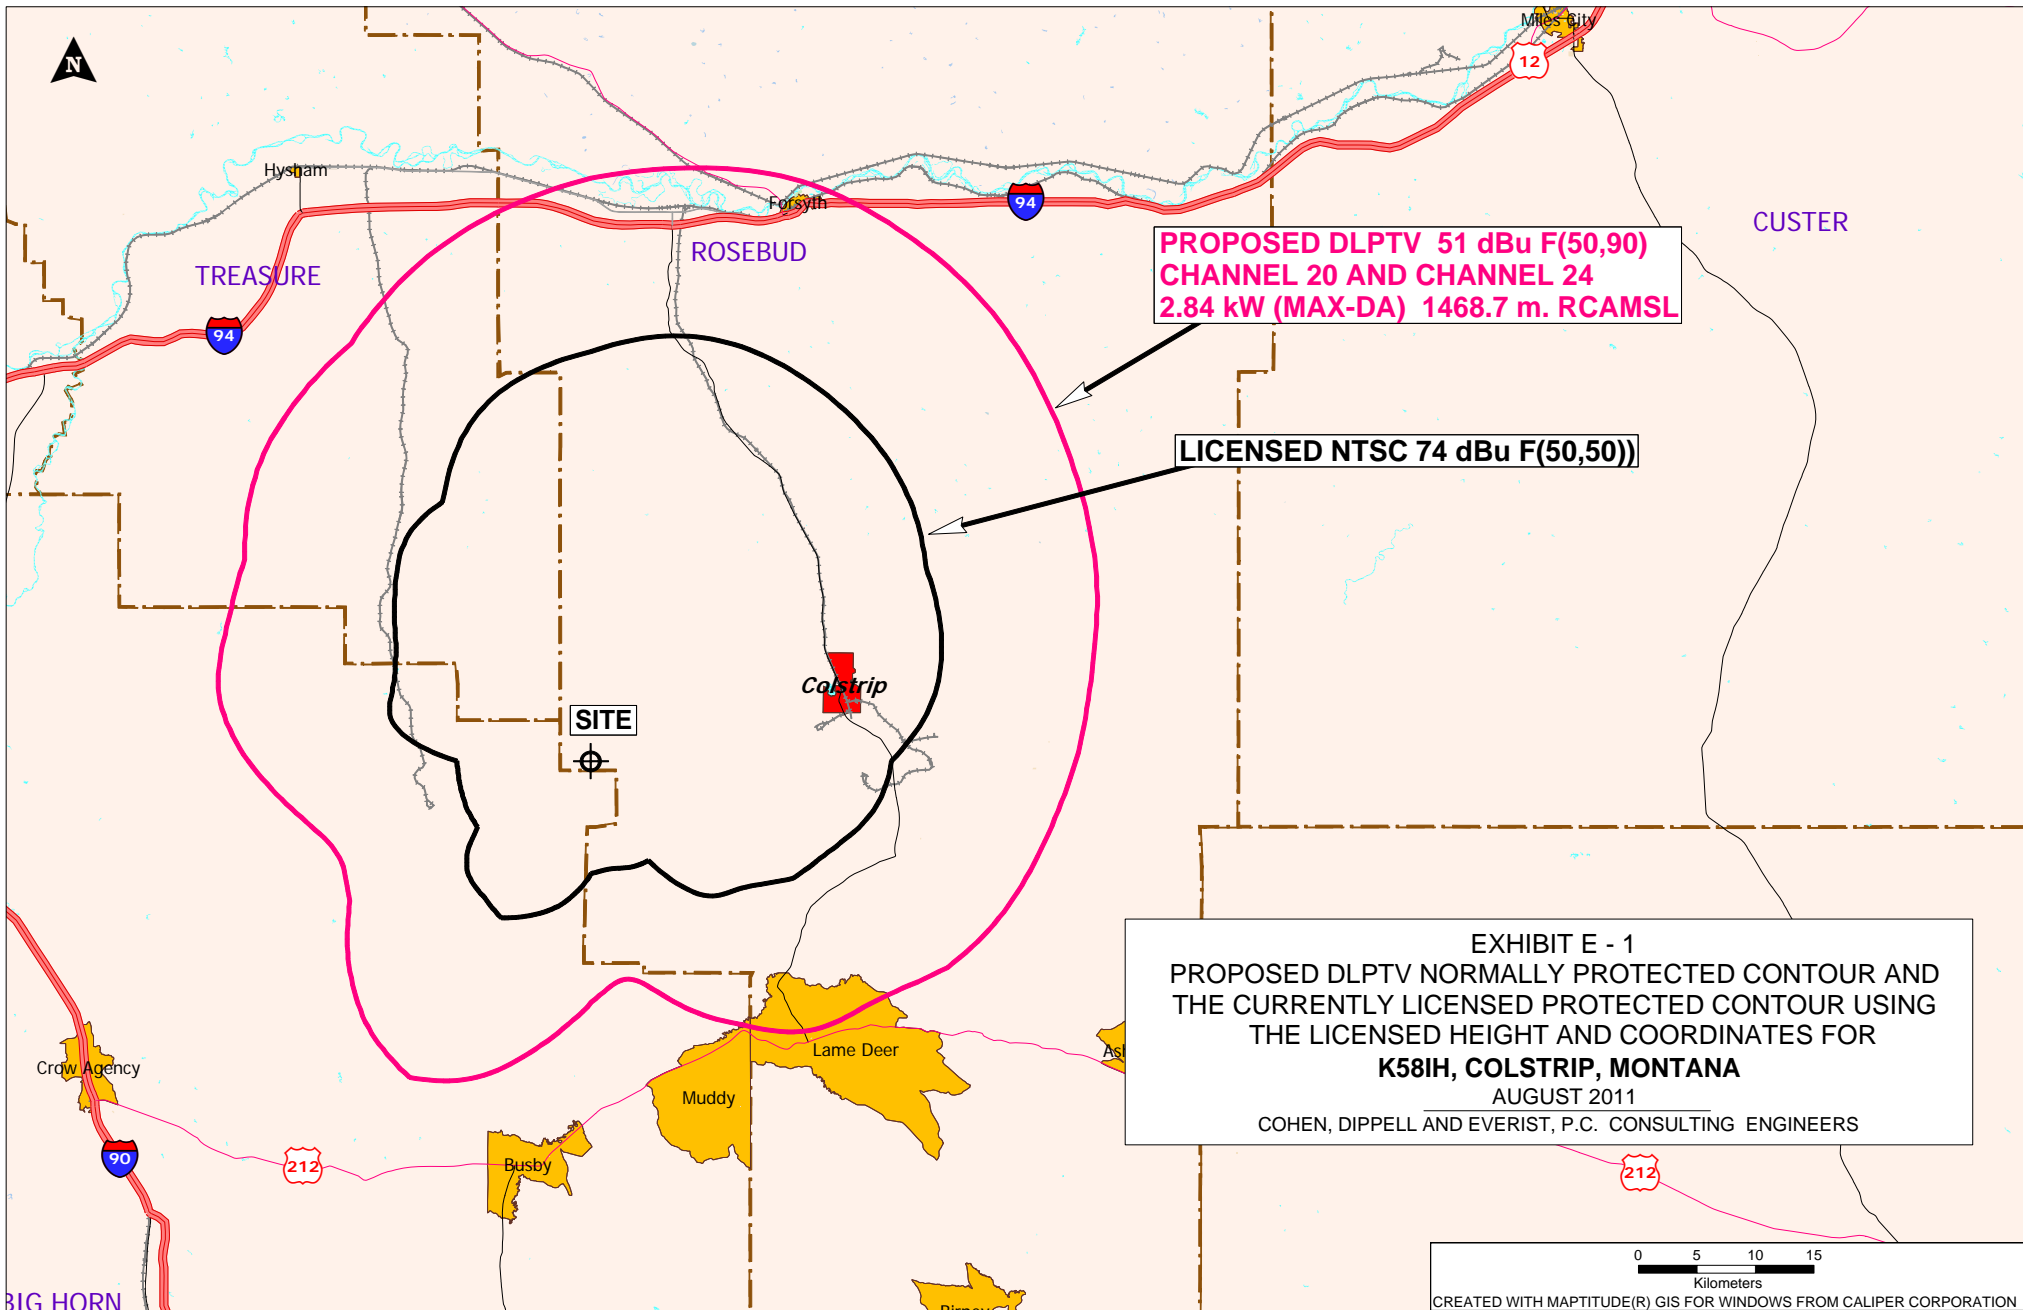 N
Miles City
12
Hysham
Forsyth
94
CUSTER
ROSEBUD
TREASURE
94
PROPOSED DLPTV 51 dBu F(50,90)
CHANNEL 20 AND CHANNEL 24
2.84 kW (MAX-DA) 1468.7 m. RCAMSL
LICENSED NTSC 74 dBu F(50,50))
Colstrip
SITE
EXHIBIT E - 1
PROPOSED DLPTV NORMALLY PROTECTED CONTOUR AND
THE CURRENTLY LICENSED PROTECTED CONTOUR USING
THE LICENSED HEIGHT AND COORDINATES FOR
K58IH, COLSTRIP, MONTANA
AUGUST 2011
COHEN, DIPPELL AND EVERIST, P.C. CONSULTING ENGINEERS
Lame Deer
Crow Agency
Muddy
Busby
90
212
212
BIG HORN
0 5 10 15
Kilometers
CREATED WITH MAPTITUDE(R) GIS FOR WINDOWS FROM CALIPER CORPORATION